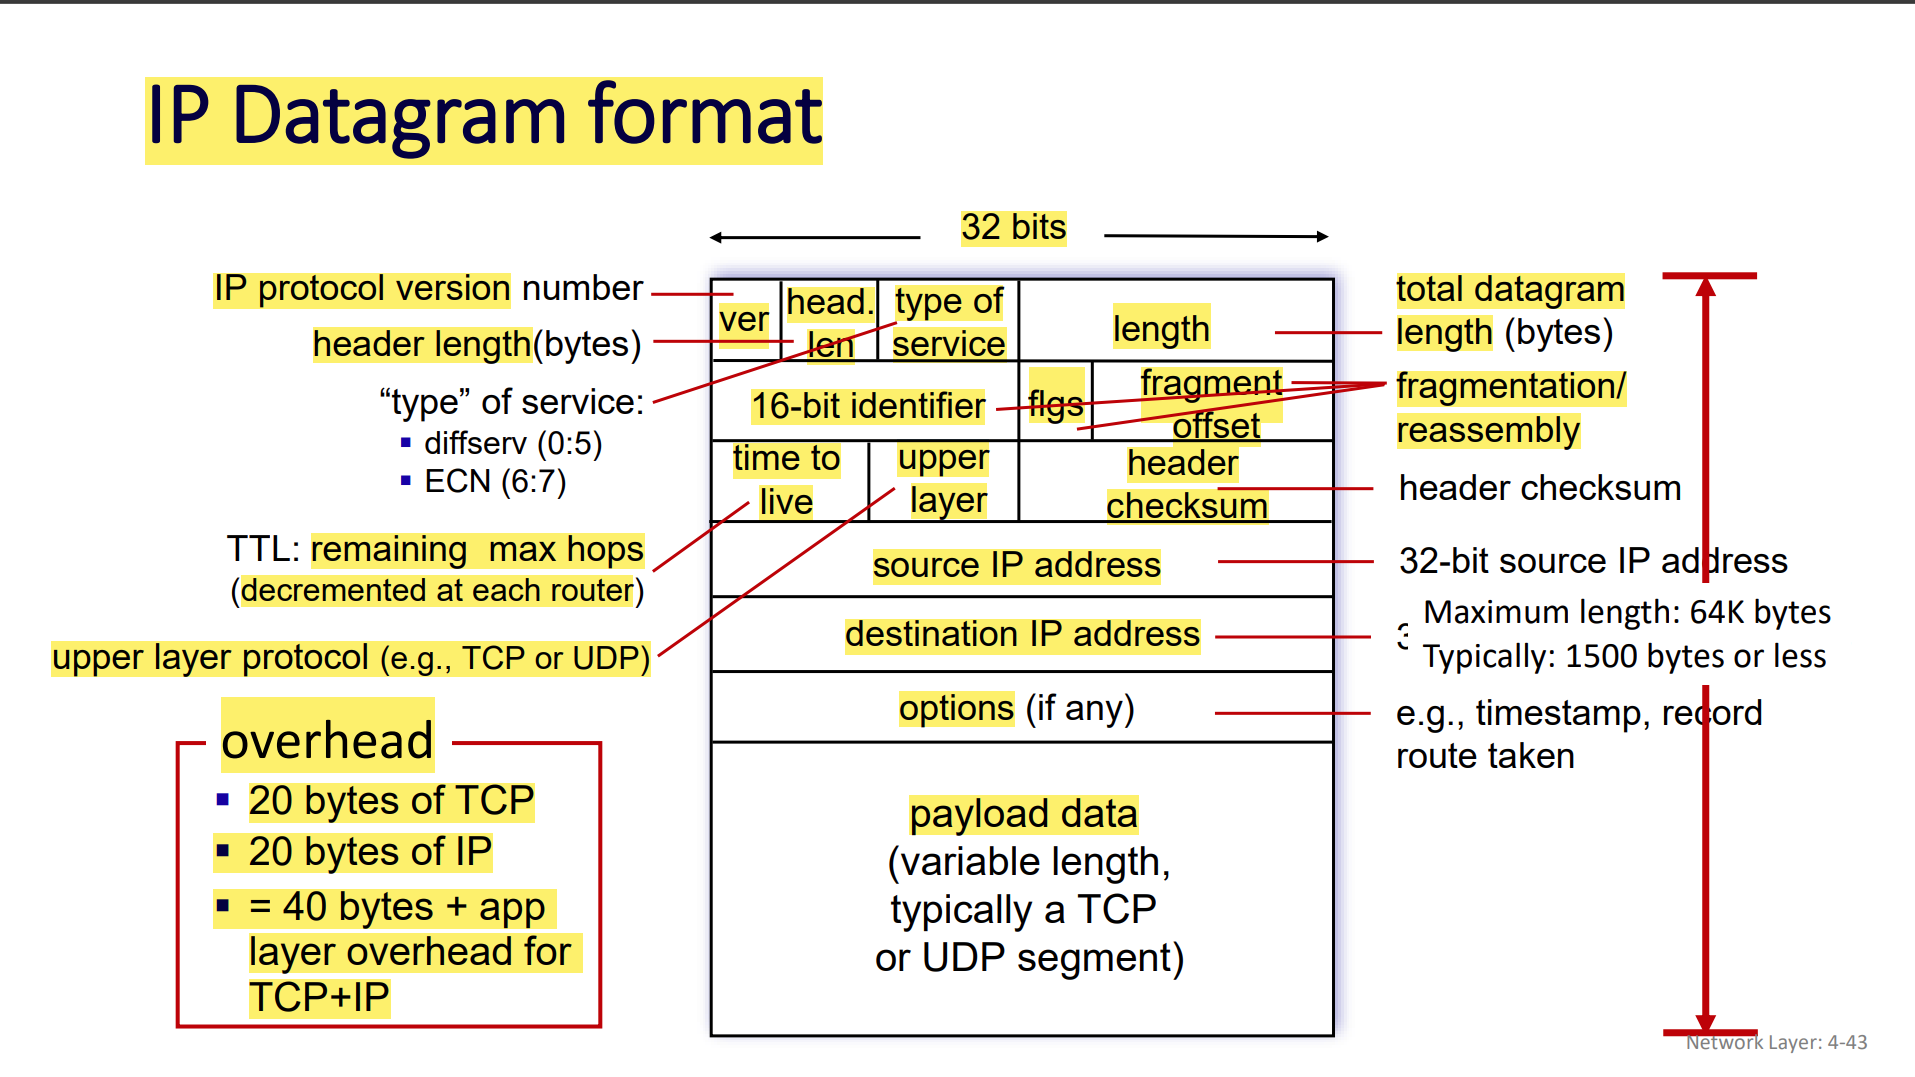 IP Datagram format
32 bits
IP protocol version number
header length(bytes)
“type” of service:
▪ diffserv (0:5)
▪ ECN (6:7)
TTL: remaining max hops
(decremented at each router)
upper layer protocol (e.g., TCP or UDP)
overhead
▪ 20 bytes of TCP
▪ 20 bytes of IP
▪ = 40 bytes + app
layer overhead for
TCP+IP
ver
head.
len
type of
service
length
16-bit identifier
flgs
fragment
offset
time to
live
upper
layer
header
checksum
source IP address
destination IP address
options (if any)
payload data
(variable length,
typically a TCP
or UDP segment)
total datagram
length (bytes)
fragmentation/
reassembly
header checksum
32-bit source IP address
Maximum length: 64K bytes
Typically: 1500 bytes or less
e.g., timestamp, record
route taken
Network Layer: 4-43